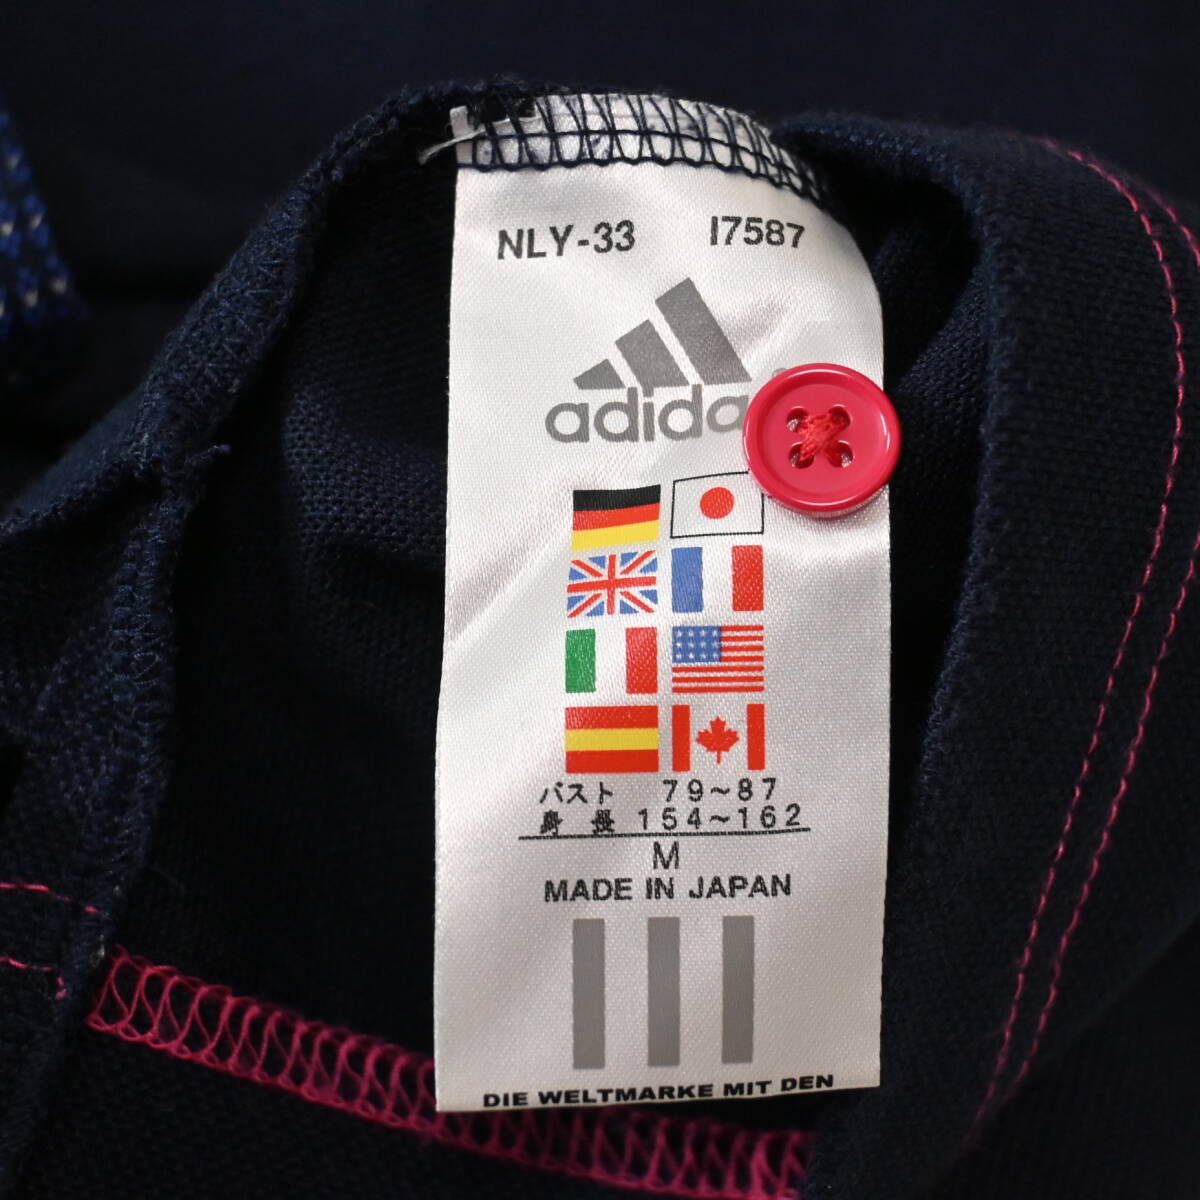 NLY-33 I7587
adidas
バスト 79～87
身長 154～162
M
MADE IN JAPAN
DIE WELTMARKE MIT DEN